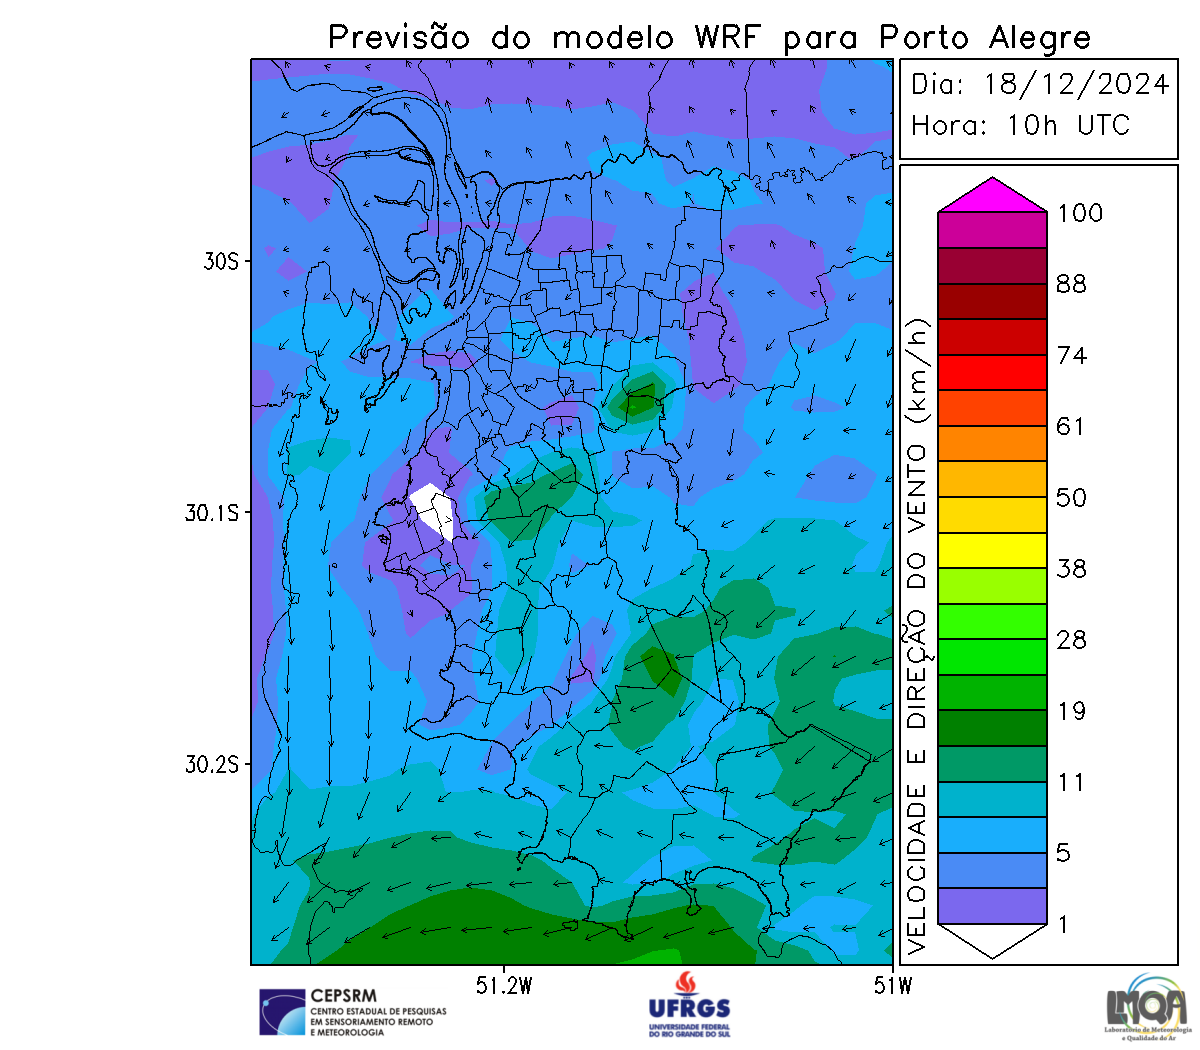 Previsão do modelo WRF para Porto Alegre
Dia: 18/12/2024
Hora: 10h UTC
VELOCIDADE E DIREÇÃO DO VENTO (km/h)
100
88
74
61
50
38
28
19
11
5
1
30S
30.1S
30.2S
51.2W
51W
CEPSRM
CENTRO ESTADUAL DE PESQUISAS
EM SENSORIAMENTO REMOTO
E METEOROLOGIA
UFRGS
UNIVERSIDADE FEDERAL
DO RIO GRANDE DO SUL
LMQA
Laboratório de Meteorologia
e Qualidade do Ar